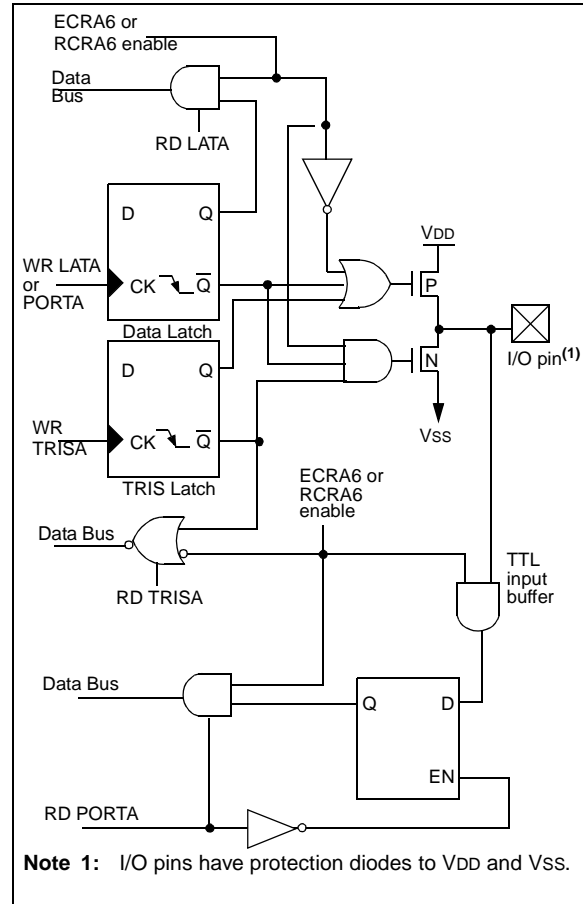 ECRA6 or
RCRA6 enable
Data
Bus
RD LATA
D Q
WR LATA
or
PORTA
CK Q
Data Latch
VDD
P
I/O pin(1)
N
VSS
D Q
WR
TRISA
CK Q
TRIS Latch
ECRA6 or
RCRA6
enable
Data Bus
RD TRISA
TTL
input
buffer
Data Bus
Q D
EN
RD PORTA
Note 1: I/O pins have protection diodes to VDD and VSS.